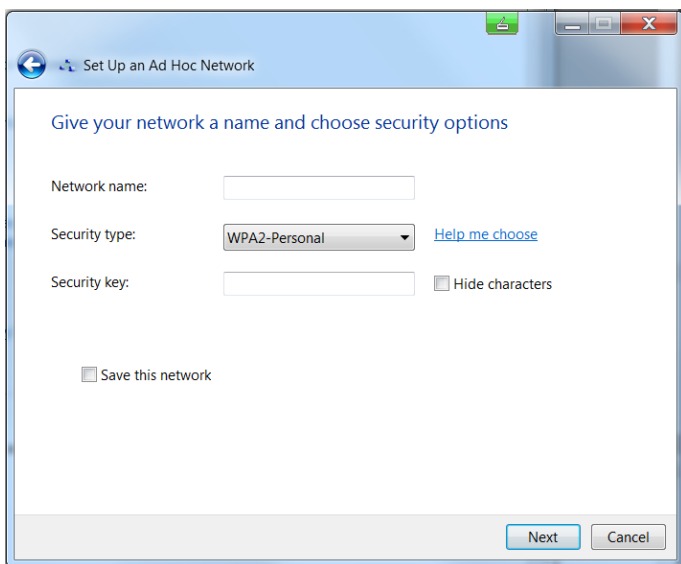 Set Up an Ad Hoc Network
Give your network a name and choose security options
Network name:
Security type: WPA2-Personal Help me choose
Security key: Hide characters
Save this network
Next Cancel